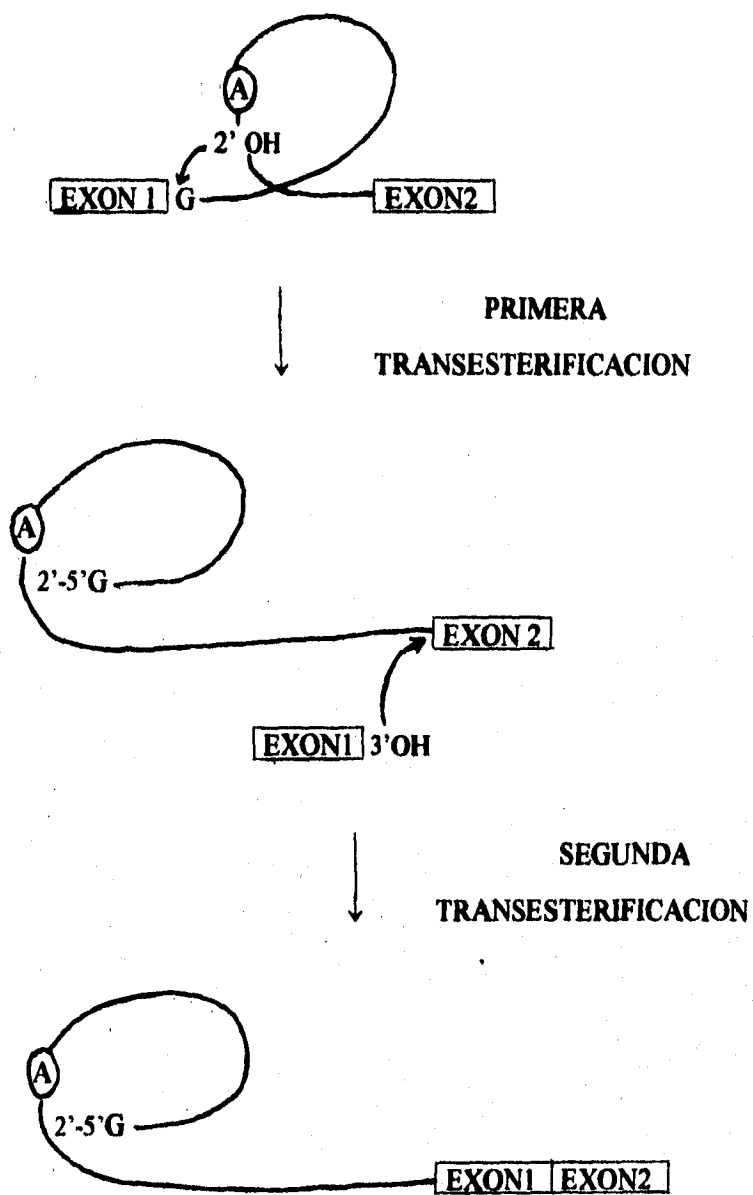 A
2' OH
EXON 1 G EXON2
PRIMERA
TRANSESTERIFICACION
A
2'-5'G
EXON 2
EXON1 3'OH
SEGUNDA
TRANSESTERIFICACION
A
2'-5'G
EXON1 EXON2